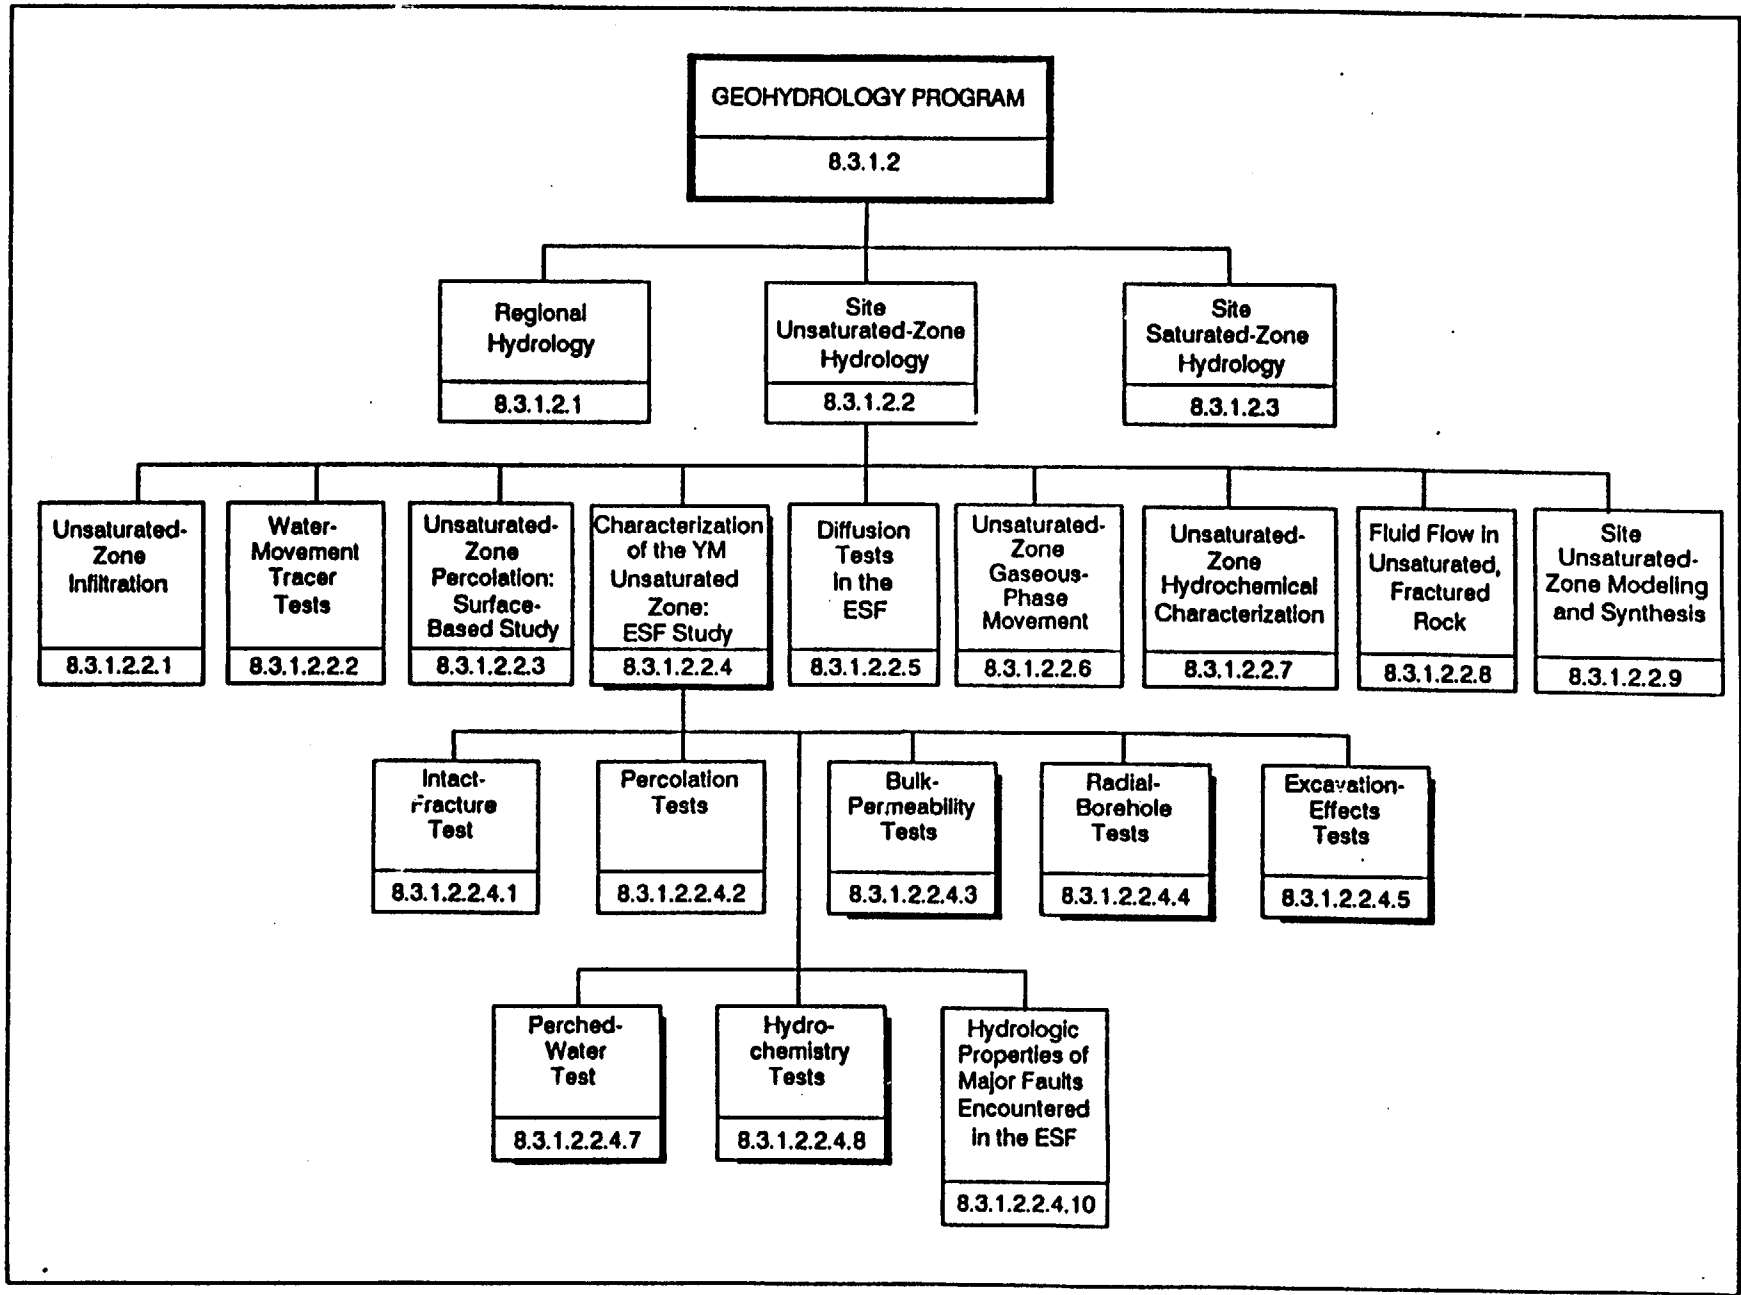 GEOHYDROLOGY PROGRAM
8.3.1.2
Regional
Hydrology
8.3.1.2.1
Site
Unsaturated-Zone
Hydrology
8.3.1.2.2
Site
Saturated-Zone
Hydrology
8.3.1.2.3
Unsaturated-
Zone
Infiltration
8.3.1.2.2.1
Water-
Movement
Tracer
Tests
8.3.1.2.2.2
Unsaturated-
Zone
Percolation:
Surface-
Based Study
8.3.1.2.2.3
Characterization
of the YM
Unsaturated
Zone:
ESF Study
8.3.1.2.2.4
Diffusion
Tests
in the
ESF
8.3.1.2.2.5
Unsaturated-
Zone
Gaseous-
Phase
Movement
8.3.1.2.2.6
Unsaturated-
Zone
Hydrochemical
Characterization
8.3.1.2.2.7
Fluid Flow in
Unsaturated,
Fractured
Rock
8.3.1.2.2.8
Site
Unsaturated-
Zone Modeling
and Synthesis
8.3.1.2.2.9
Intact-
Fracture
Test
8.3.1.2.2.4.1
Percolation
Tests
8.3.1.2.2.4.2
Bulk-
Permeability
Tests
8.3.1.2.2.4.3
Radial-
Borehole
Tests
8.3.1.2.2.4.4
Excavation-
Effects
Tests
8.3.1.2.2.4.5
Perched-
Water
Test
8.3.1.2.2.4.7
Hydro-
chemistry
Tests
8.3.1.2.2.4.8
Hydrologic
Properties of
Major Faults
Encountered
in the ESF
8.3.1.2.2.4.10